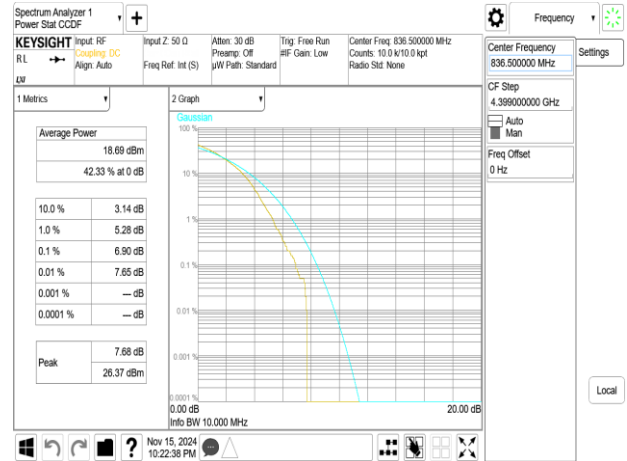 Spectrum Analyzer 1
Power Stat CCDF
Frequency
KEYSIGHT
RL
Input: RF
Coupling: DC
Align: Auto
Input Z: 50 Ω
Freq Ref: Int (S)
Atten: 30 dB
Preamp: Off
µW Path: Standard
Trig: Free Run
#IF Gain: Low
Center Freq: 836.500000 MHz
Counts: 10.0 k/10.0 kpt
Radio Std: None
Center Frequency
836.500000 MHz
Settings
CF Step
4.399000000 GHz
Auto
Man
Freq Offset
0 Hz
1 Metrics
Average Power
18.69 dBm
42.33 % at 0 dB
10.0 % 3.14 dB
1.0 % 5.28 dB
0.1 % 6.90 dB
0.01 % 7.65 dB
0.001 % — dB
0.0001 % — dB
Peak
7.68 dB
26.37 dBm
2 Graph
Gaussian
100 %
10 %
1 %
0.1 %
0.01 %
0.001 %
0.0001 %
0.00 dB
20.00 dB
Info BW 10.000 MHz
Local
?
Nov 15, 2024
10:22:38 PM